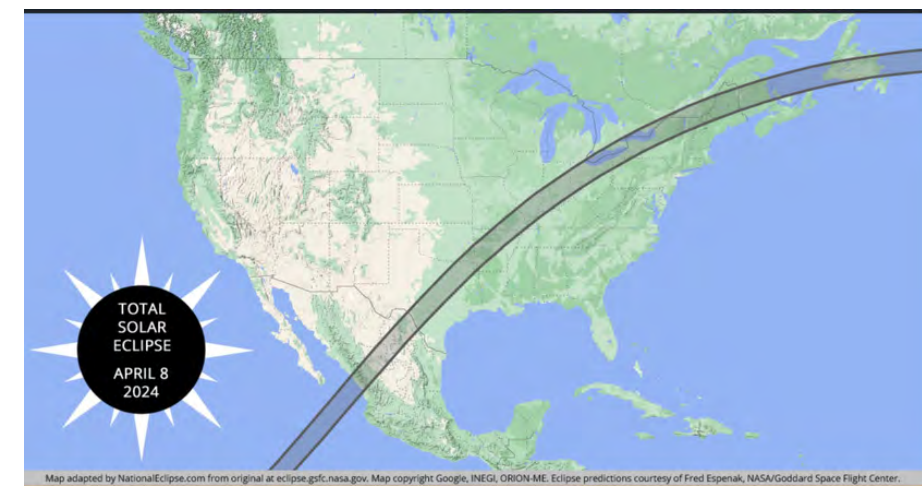 TOTAL
SOLAR
ECLIPSE
APRIL 8
2024
Map adapted by NationalEclipse.com from original at eclipse.gsfc.nasa.gov. Map copyright Google, INEGI, ORION-ME. Eclipse predictions courtesy of Fred Espenak, NASA/Goddard Space Flight Center.